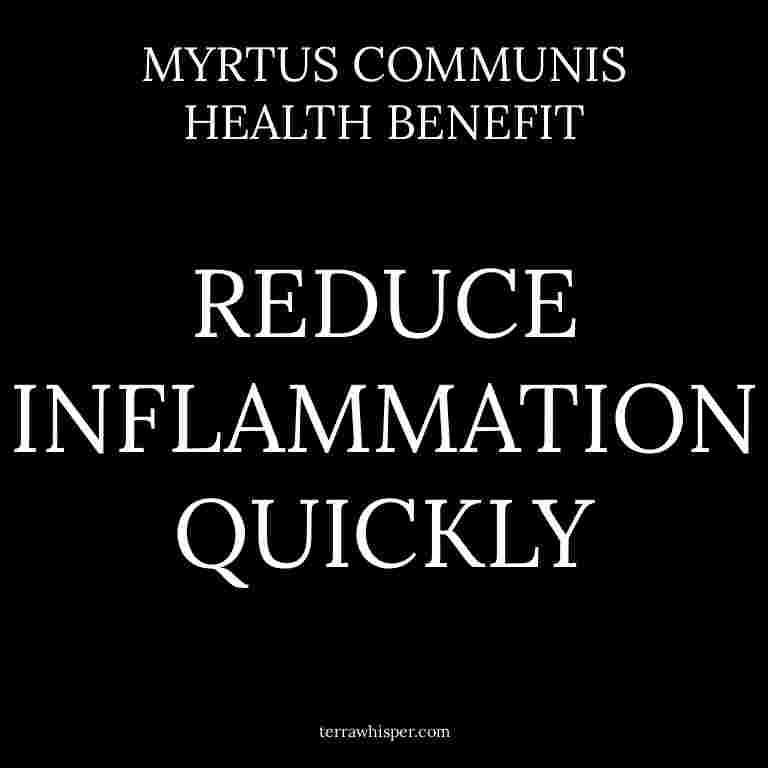 MYRTUS COMMUNIS
HEALTH BENEFIT
REDUCE
INFLAMMATION
QUICKLY
terrawhisper.com